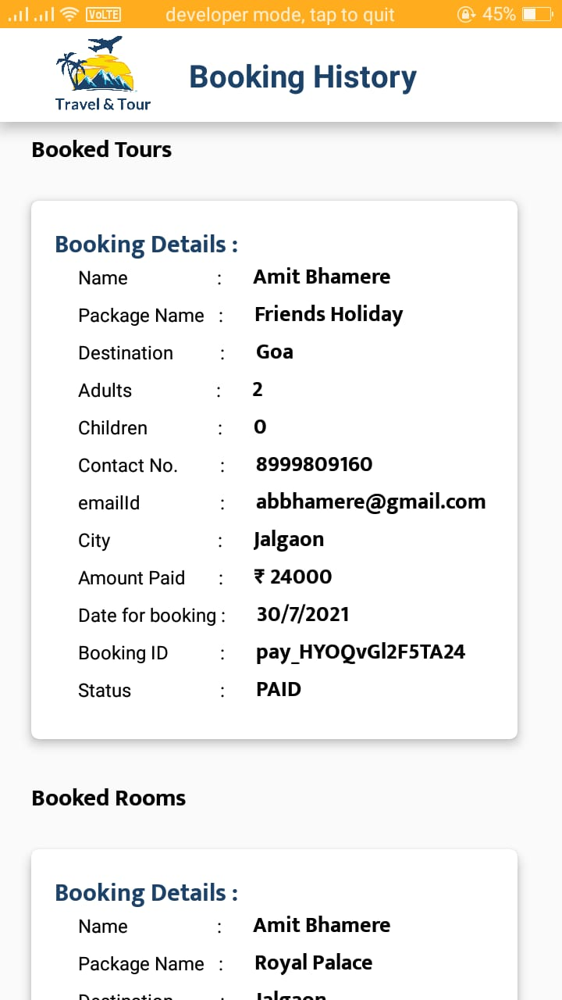 VoLTE developer mode, tap to quit 45%
Travel & Tour
Booking History
Booked Tours
Booking Details :
Name : Amit Bhamere
Package Name : Friends Holiday
Destination : Goa
Adults : 2
Children : 0
Contact No. : 8999809160
emailId : abbhamere@gmail.com
City : Jalgaon
Amount Paid : ₹ 24000
Date for booking : 30/7/2021
Booking ID : pay_HYOQvGl2F5TA24
Status : PAID
Booked Rooms
Booking Details :
Name : Amit Bhamere
Package Name : Royal Palace
Destination : Jalgaon